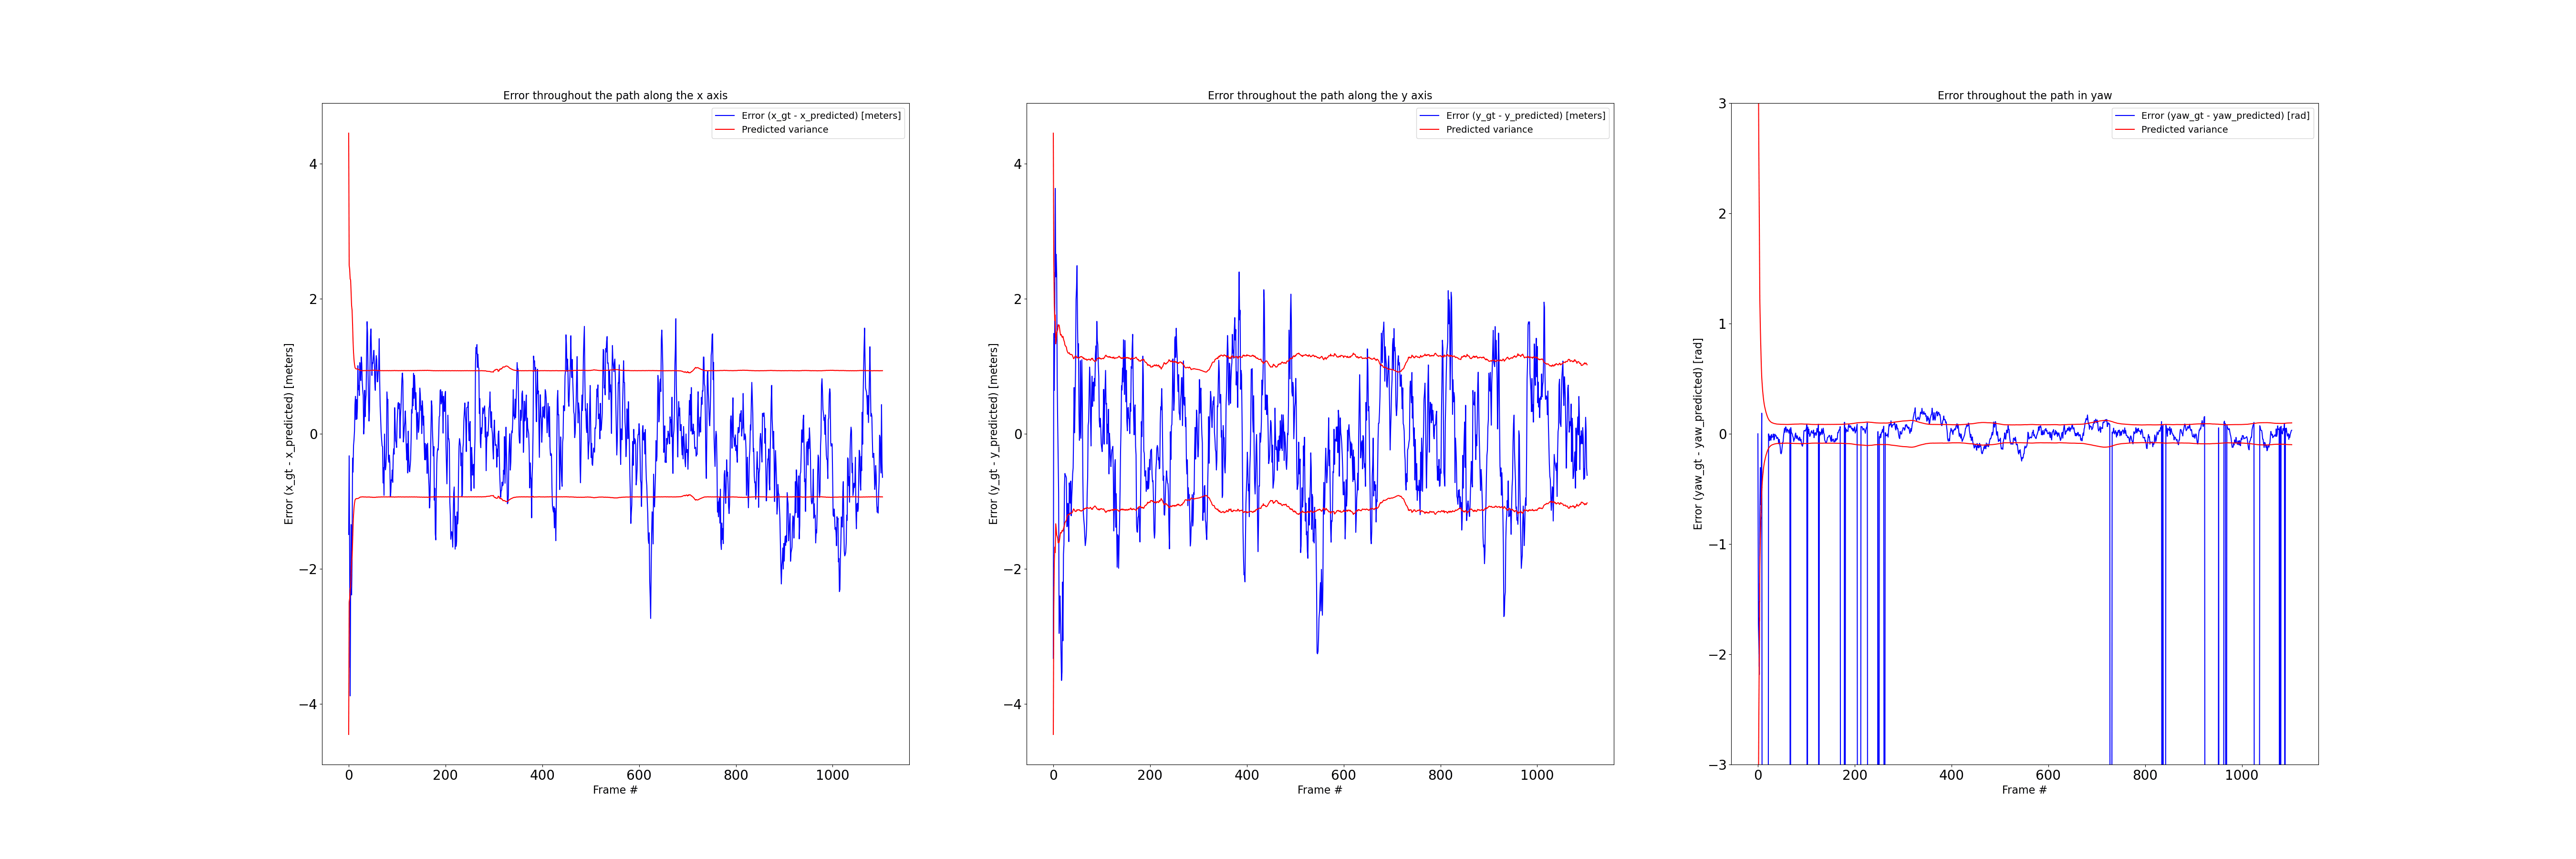 Error throughout the path along the x axis
Error (x_gt - x_predicted) [meters]
Predicted variance
4
2
0
−2
−4
Error (x_gt - x_predicted) [meters]
0 200 400 600 800 1000
Frame #
Error throughout the path along the y axis
Error (y_gt - y_predicted) [meters]
Predicted variance
4
2
0
−2
−4
Error (y_gt - y_predicted) [meters]
0 200 400 600 800 1000
Frame #
Error throughout the path in yaw
Error (yaw_gt - yaw_predicted) [rad]
Predicted variance
3
2
1
0
−1
−2
−3
Error (yaw_gt - yaw_predicted) [rad]
0 200 400 600 800 1000
Frame #